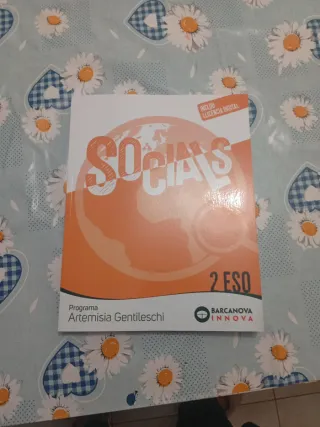 INCLOU
LLICÈNCIA DIGITAL
SOCIALS
2 ESO
Programa
Artemisia Gentileschi
BARCANOVA
INNOVA